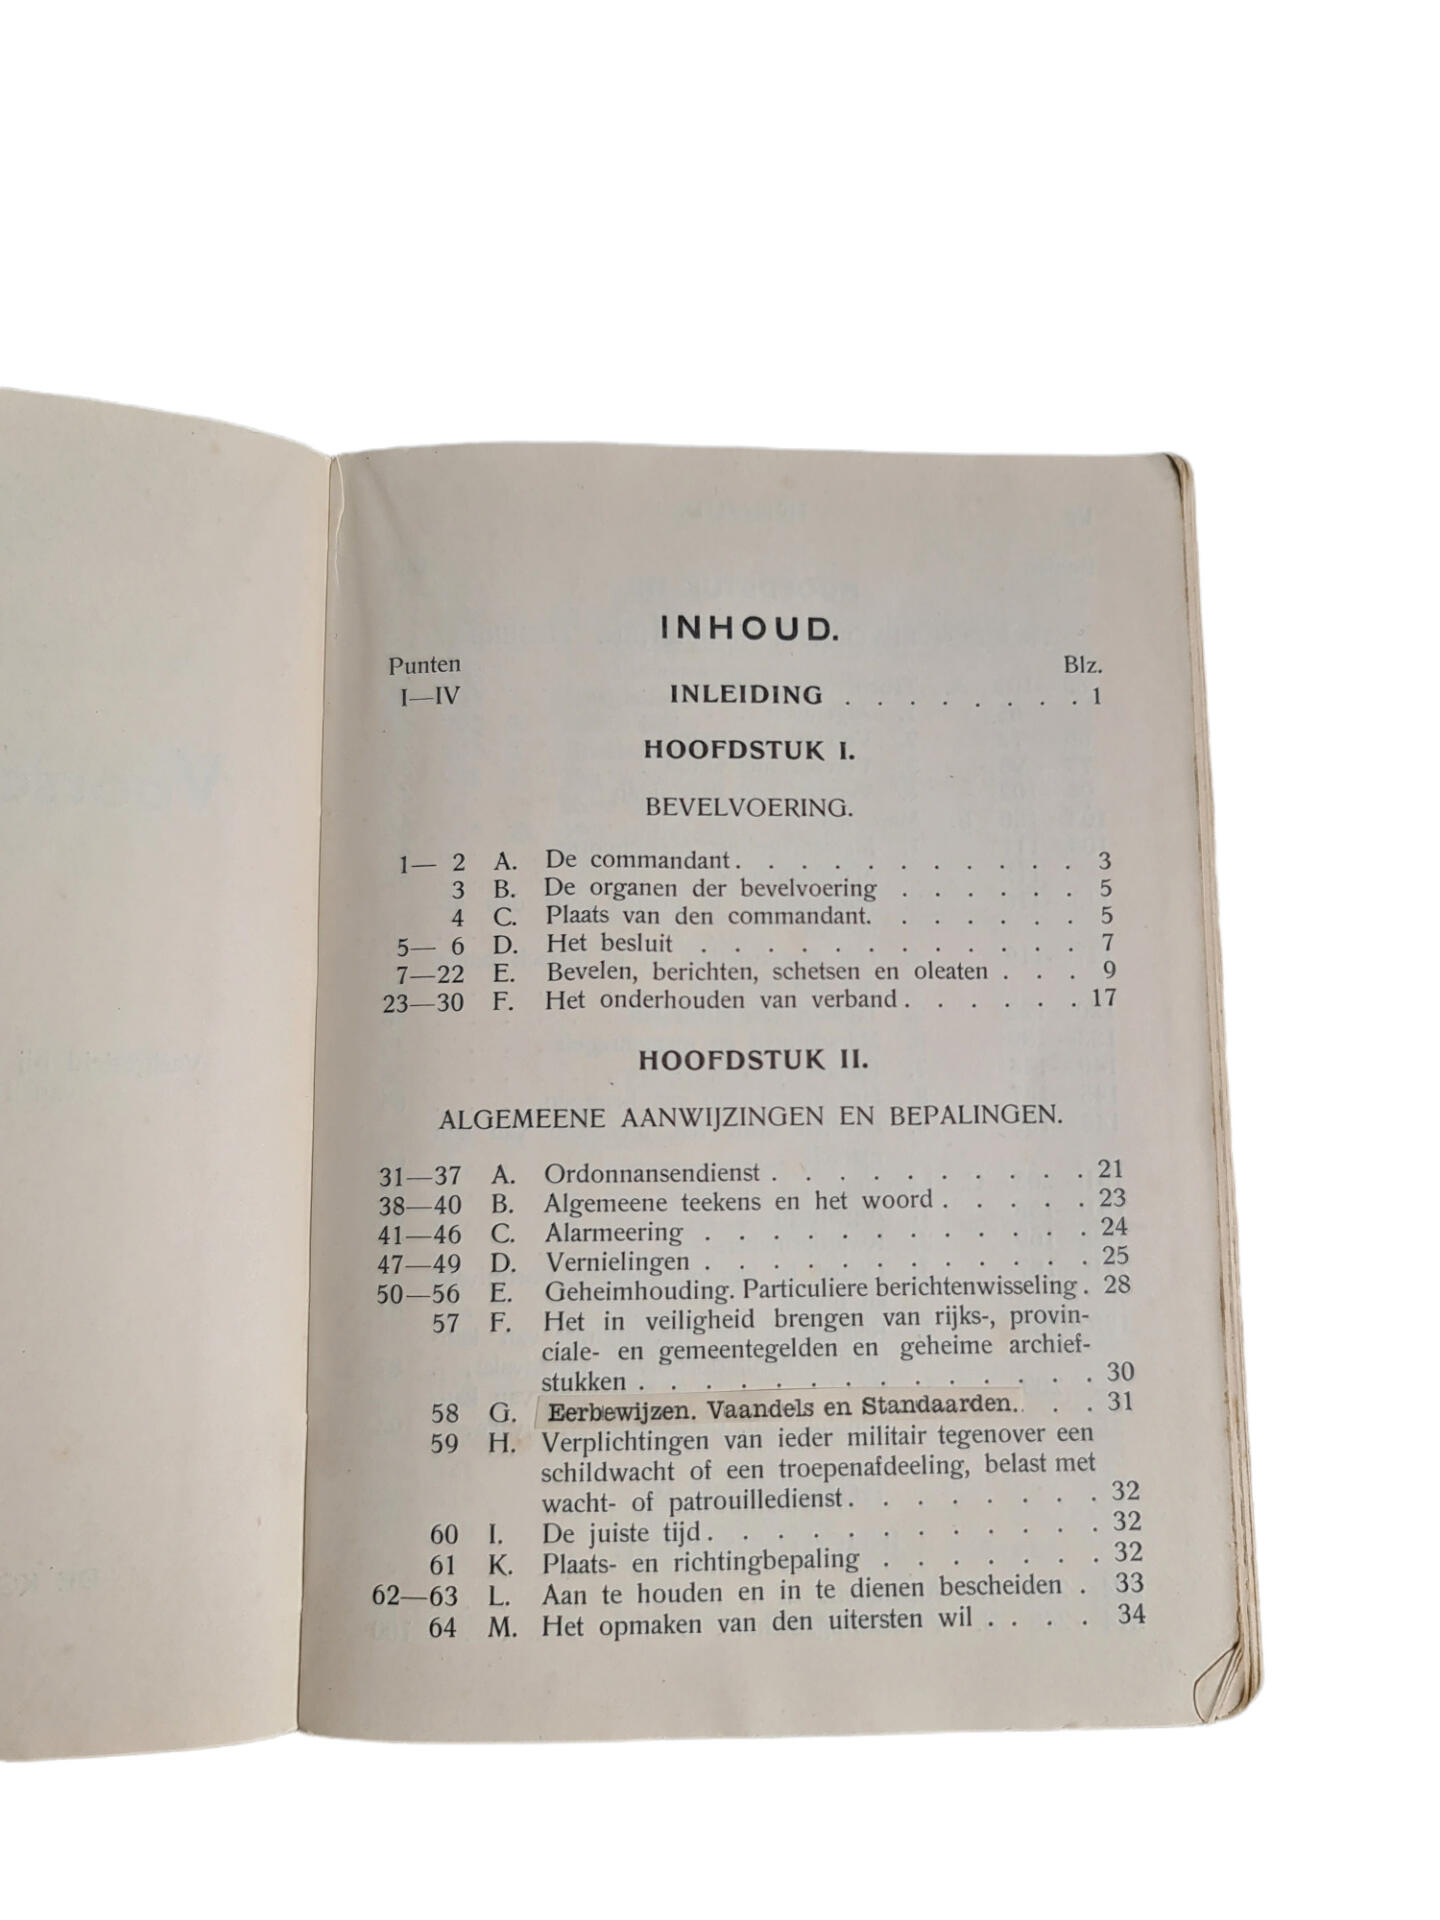 INHOUD.
Punten Blz.
I—IV INLEIDING . . . . . . . . 1
HOOFDSTUK I.
BEVELVOERING.
1— 2 A. De commandant. . . . . . . . . . . 3
3 B. De organen der bevelvoering . . . . . . 5
4 C. Plaats van den commandant. . . . . . . 5
5— 6 D. Het besluit . . . . . . . . . . . . 7
7—22 E. Bevelen, berichten, schetsen en oleaten . . . 9
23—30 F. Het onderhouden van verband . . . . . . 17
HOOFDSTUK II.
ALGEMEENE AANWIJZINGEN EN BEPALINGEN.
31—37 A. Ordonnansendienst . . . . . . . . . . 21
38—40 B. Algemeene teekens en het woord . . . . . 23
41—46 C. Alarmeering . . . . . . . . . . . . 24
47—49 D. Vernielingen . . . . . . . . . . . . 25
50—56 E. Geheimhouding. Particuliere berichtenwisseling . 28
57 F. Het in veiligheid brengen van rijks-, provin-
ciale- en gemeentegelden en geheime archief-
stukken . . . . . . . . . . . . . . 30
58 G. Eerbewijzen. Vaandels en Standaarden. . . . 31
59 H. Verplichtingen van ieder militair tegenover een
schildwacht of een troepenafdeeling, belast met
wacht- of patrouilledienst . . . . . . . . 32
60 I. De juiste tijd . . . . . . . . . . . . 32
61 K. Plaats- en richtingbepaling . . . . . . . 32
62—63 L. Aan te houden en in te dienen bescheiden . 33
64 M. Het opmaken van den uitersten wil . . . . 34